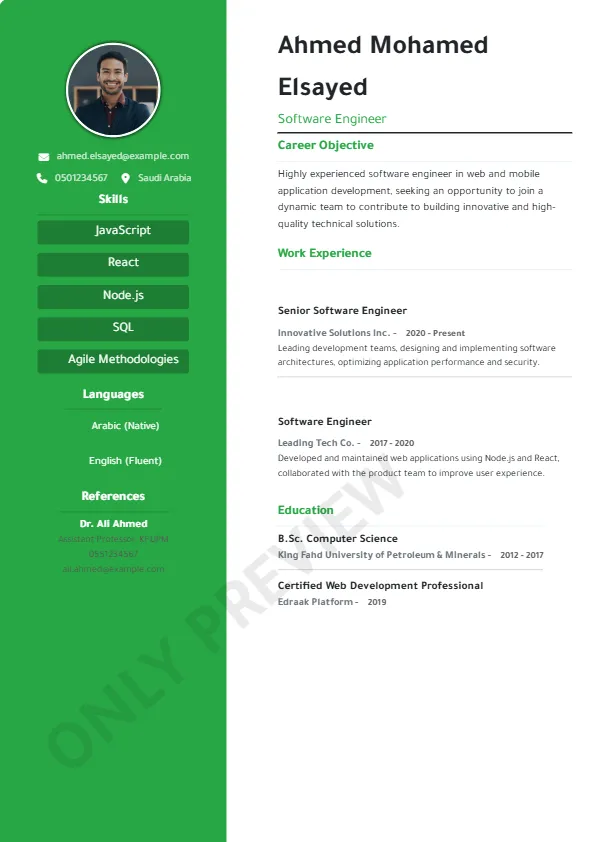 ahmed.elsayed@example.com
0501234567 Saudi Arabia
Skills
JavaScript
React
Node.js
SQL
Agile Methodologies
Languages
Arabic (Native)
English (Fluent)
References
Dr. Ali Ahmed
Assistant Professor, KFUPM
0551234567
ali.ahmed@example.com
Ahmed Mohamed
Elsayed
Software Engineer
Career Objective
Highly experienced software engineer in web and mobile
application development, seeking an opportunity to join a
dynamic team to contribute to building innovative and high-
quality technical solutions.
Work Experience
Senior Software Engineer
Innovative Solutions Inc. - 2020 - Present
Leading development teams, designing and implementing software
architectures, optimizing application performance and security.
Software Engineer
Leading Tech Co. - 2017 - 2020
Developed and maintained web applications using Node.js and React,
collaborated with the product team to improve user experience.
Education
B.Sc. Computer Science
King Fahd University of Petroleum & Minerals - 2012 - 2017
Certified Web Development Professional
Edraak Platform - 2019
ONLY PREVIEW